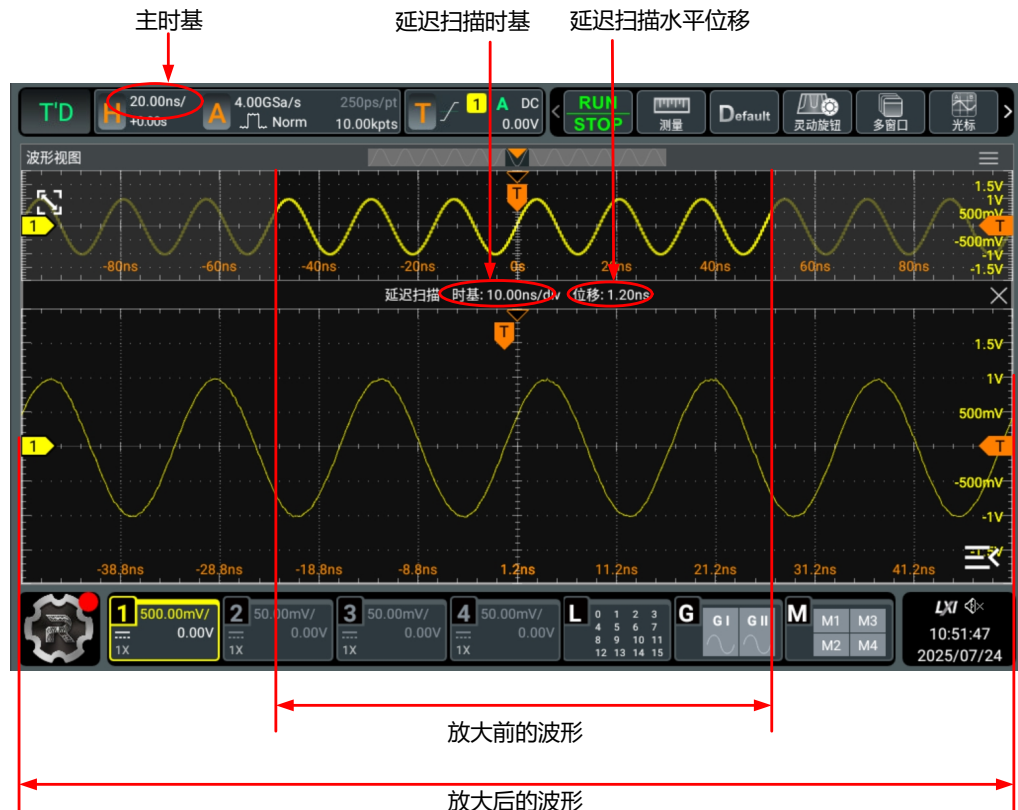 主时基
延迟扫描时基
延迟扫描水平位移
T'D
H
20.00ns/
+0.00s
A
4.00GSa/s
Norm
250ps/pt
10.00kpts
T
1
A
DC
0.00V
RUN
STOP
测量
Default
灵动旋钮
多窗口
光标
波形视图
T
1.5V
1V
500mV
1
T
-500mV
-1V
-1.5V
-80ns -60ns -40ns -20ns 0s 20ns 40ns 60ns 80ns
延迟扫描 时基: 10.00ns/div 位移: 1.20ns
T
1.5V
1V
500mV
1
T
-500mV
-1V
-1.5V
-38.8ns -28.8ns -18.8ns -8.8ns 1.2ns 11.2ns 21.2ns 31.2ns 41.2ns
1
500.00mV/
0.00V
1X
2
50.00mV/
0.00V
1X
3
50.00mV/
0.00V
1X
4
50.00mV/
0.00V
1X
L
0 1 2 3
4 5 6 7
8 9 10 11
12 13 14 15
G
G I G II
M
M1 M3
M2 M4
LXI
10:51:47
2025/07/24
放大前的波形
放大后的波形